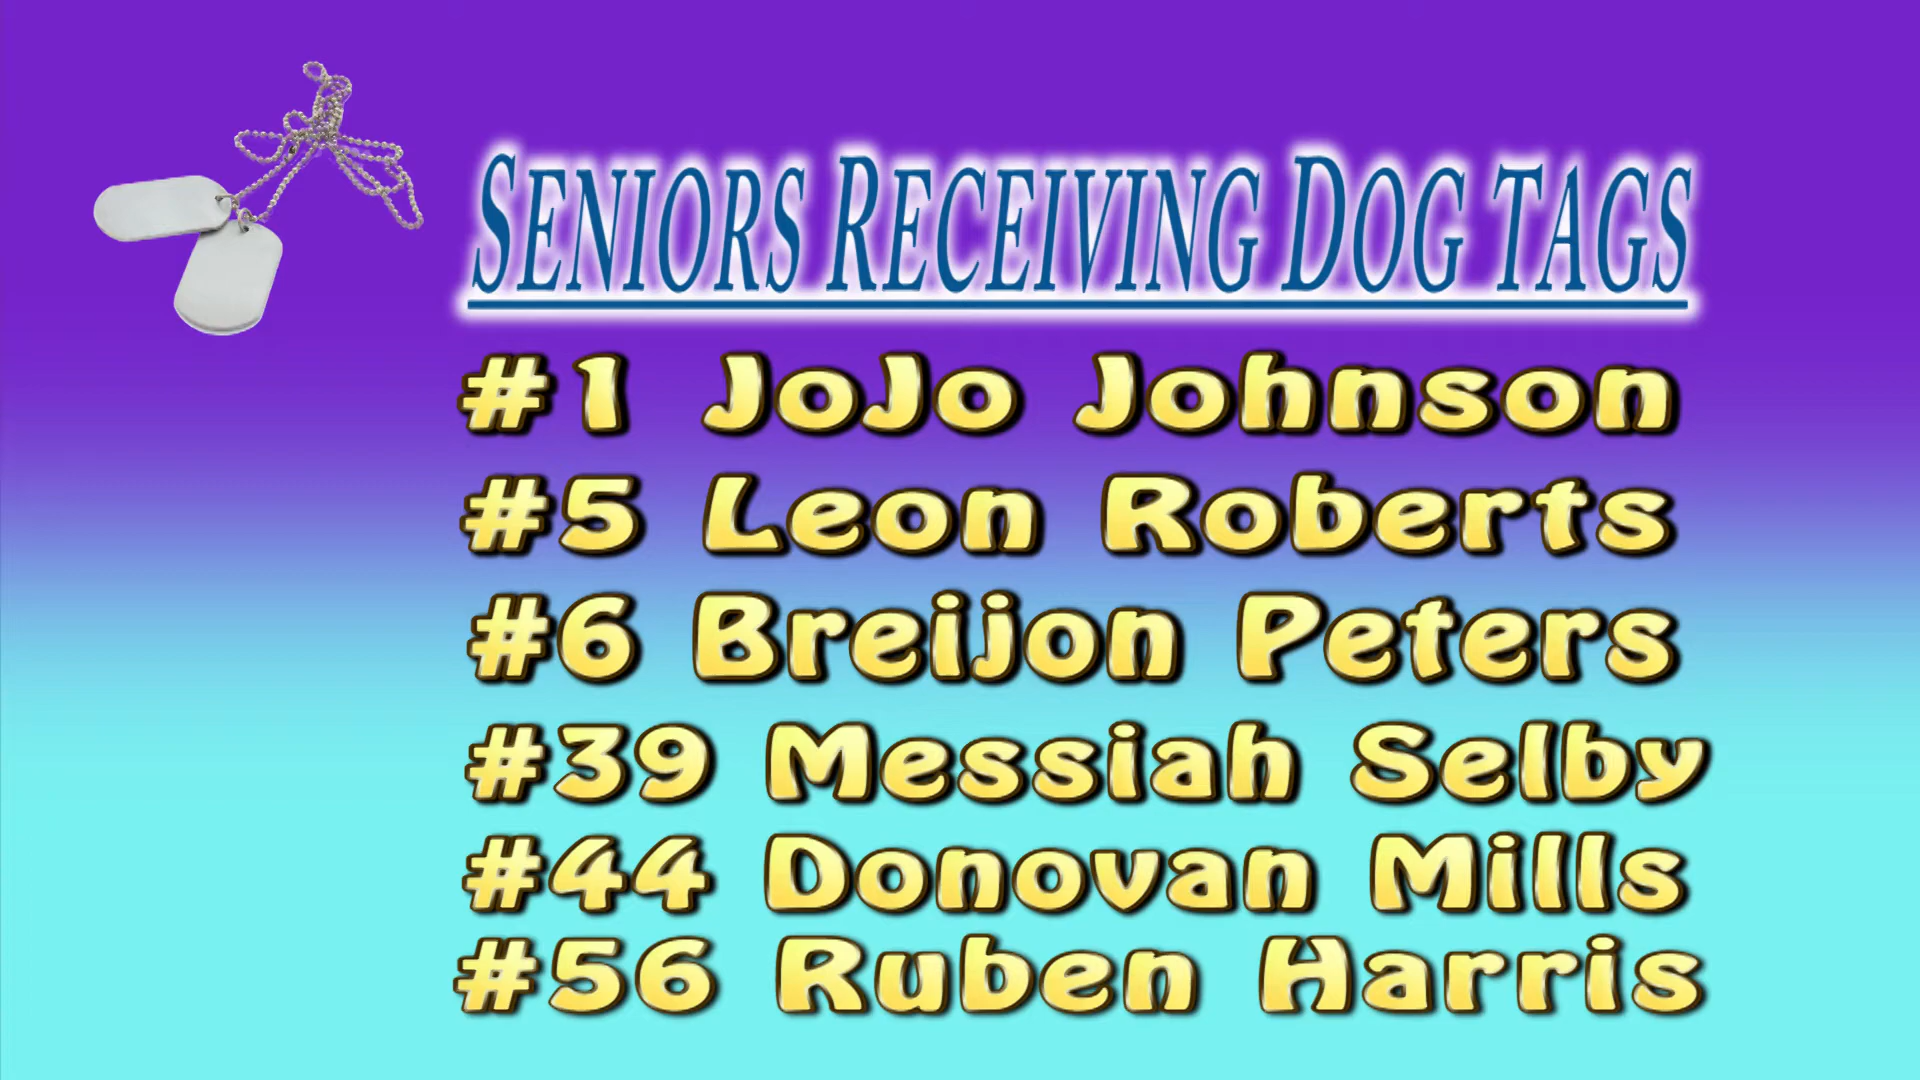 Seniors Receiving Dog tags
#1 JoJo Johnson
#5 Leon Roberts
#6 Breijon Peters
#39 Messiah Selby
#44 Donovan Mills
#56 Ruben Harris